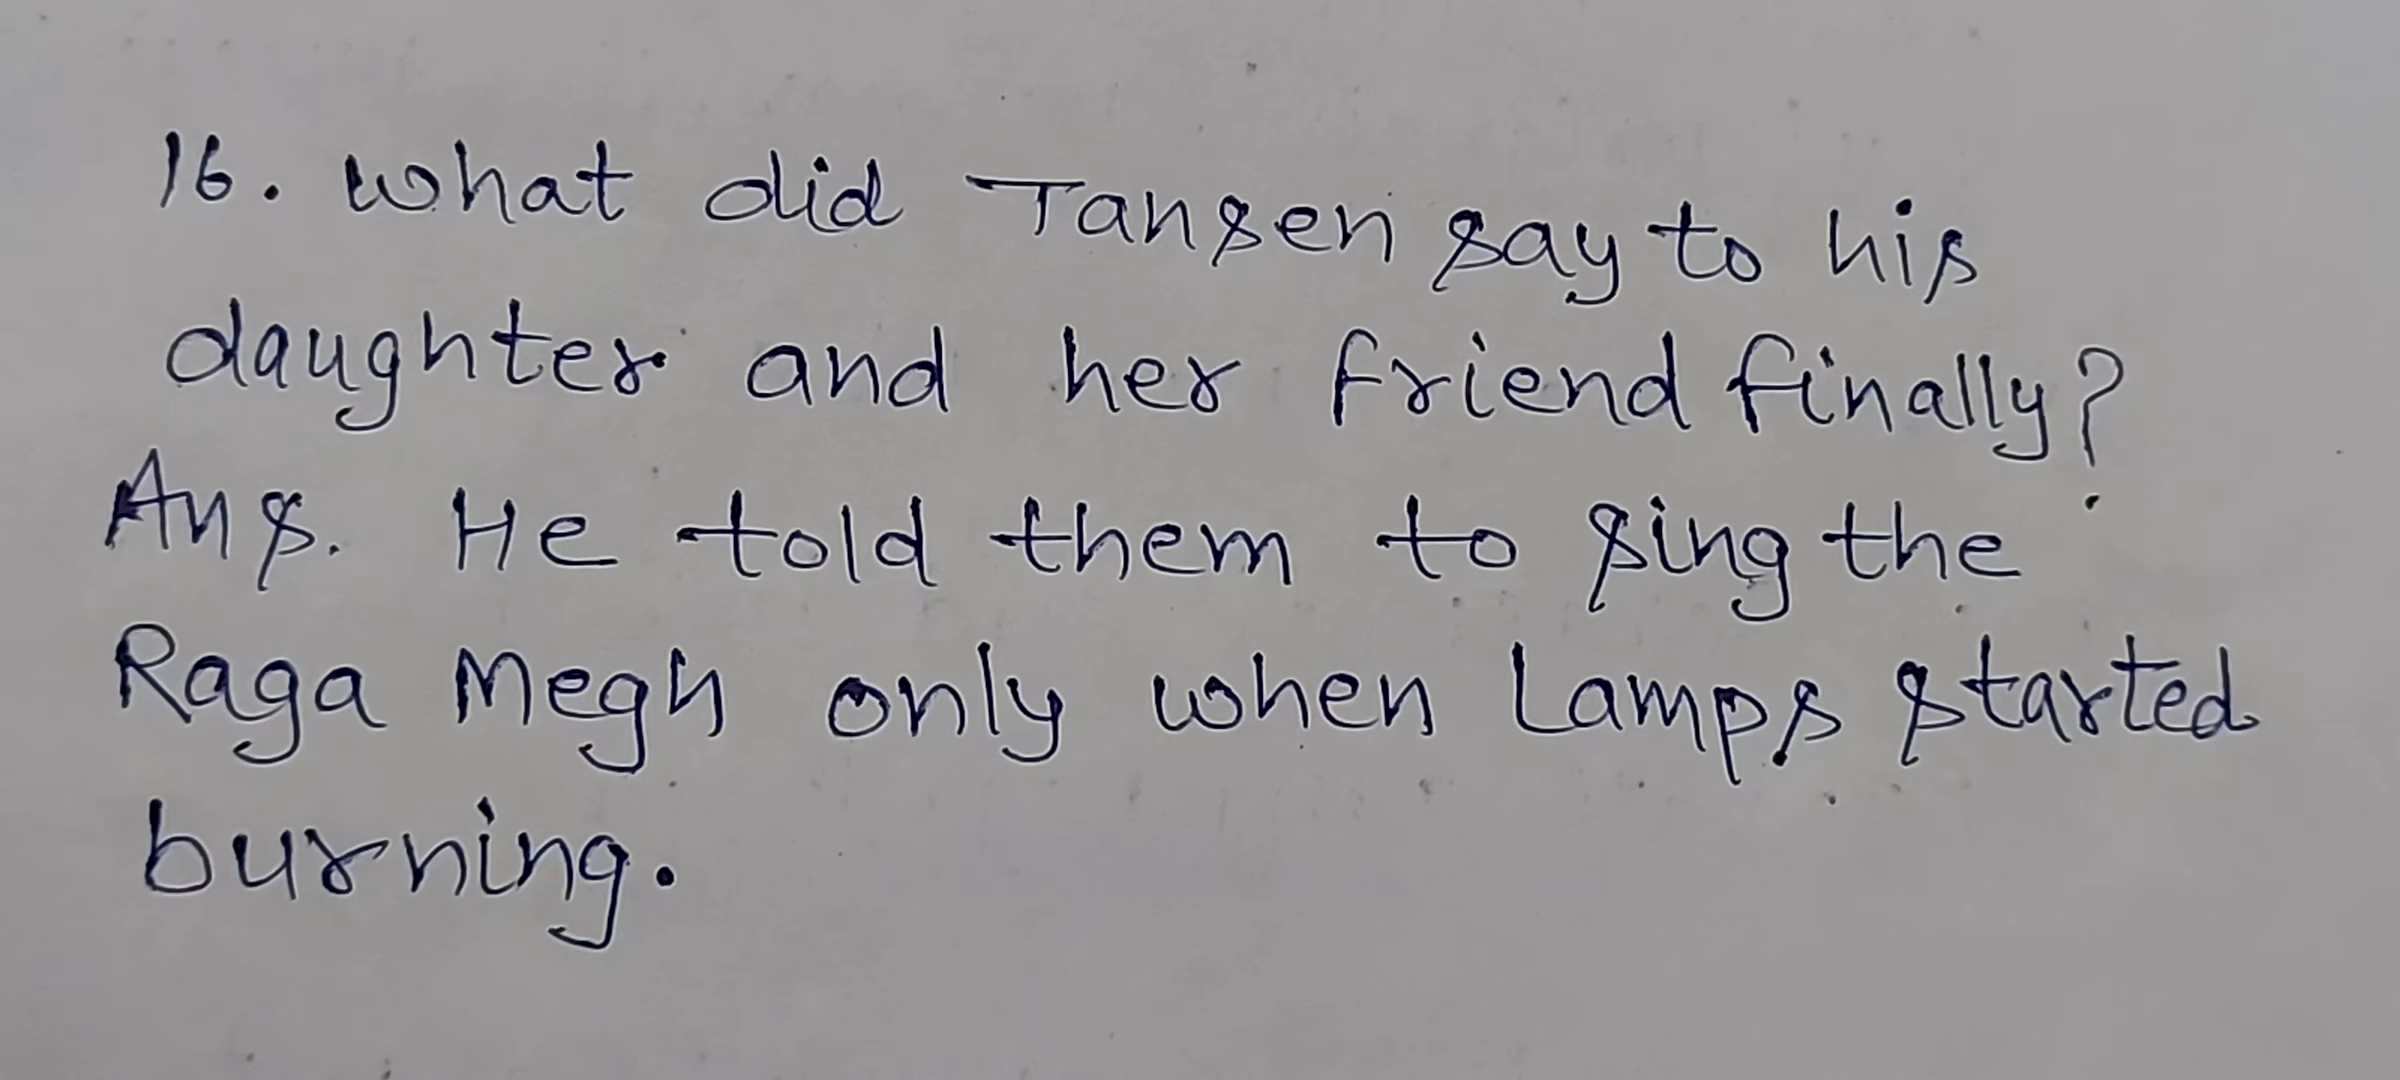 16. What did Tansen say to his
daughter and her friend finally?
Ans. He told them to sing the
Raga Megh only when Lamps started
burning.